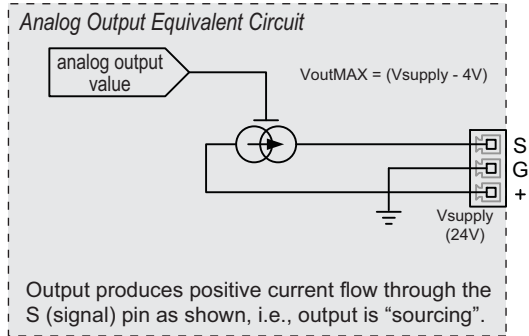 Analog Output Equivalent Circuit
analog output
value
VoutMAX = (Vsupply - 4V)
S
G
+
Vsupply
(24V)
Output produces positive current flow through the
S (signal) pin as shown, i.e., output is “sourcing”.